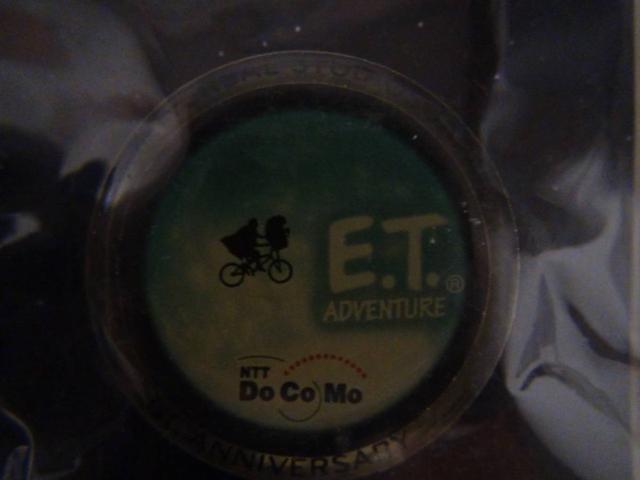 E.T.®
ADVENTURE
NTT
DoCoMo
ANNIVERSARY